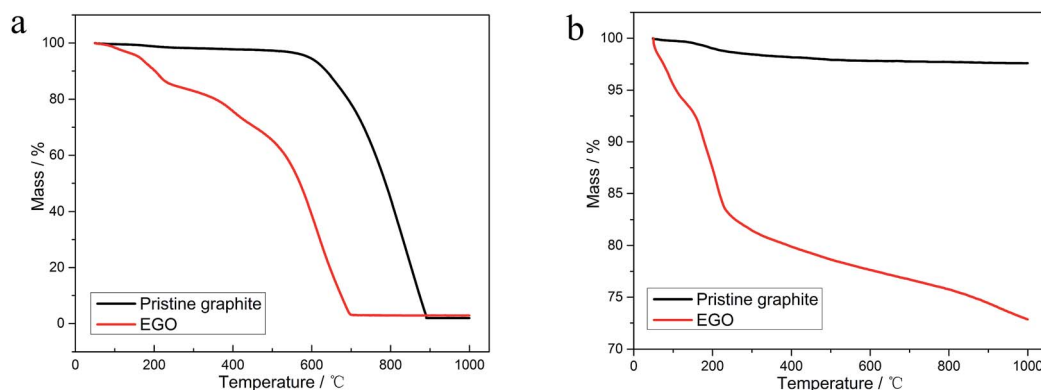 a
100
80
60
40
20
0
Mass / %
Pristine graphite
EGO
0 200 400 600 800 1000
Temperature / ℃
b
100
95
90
85
80
75
70
Mass / %
Pristine graphite
EGO
0 200 400 600 800 1000
Temperature / ℃